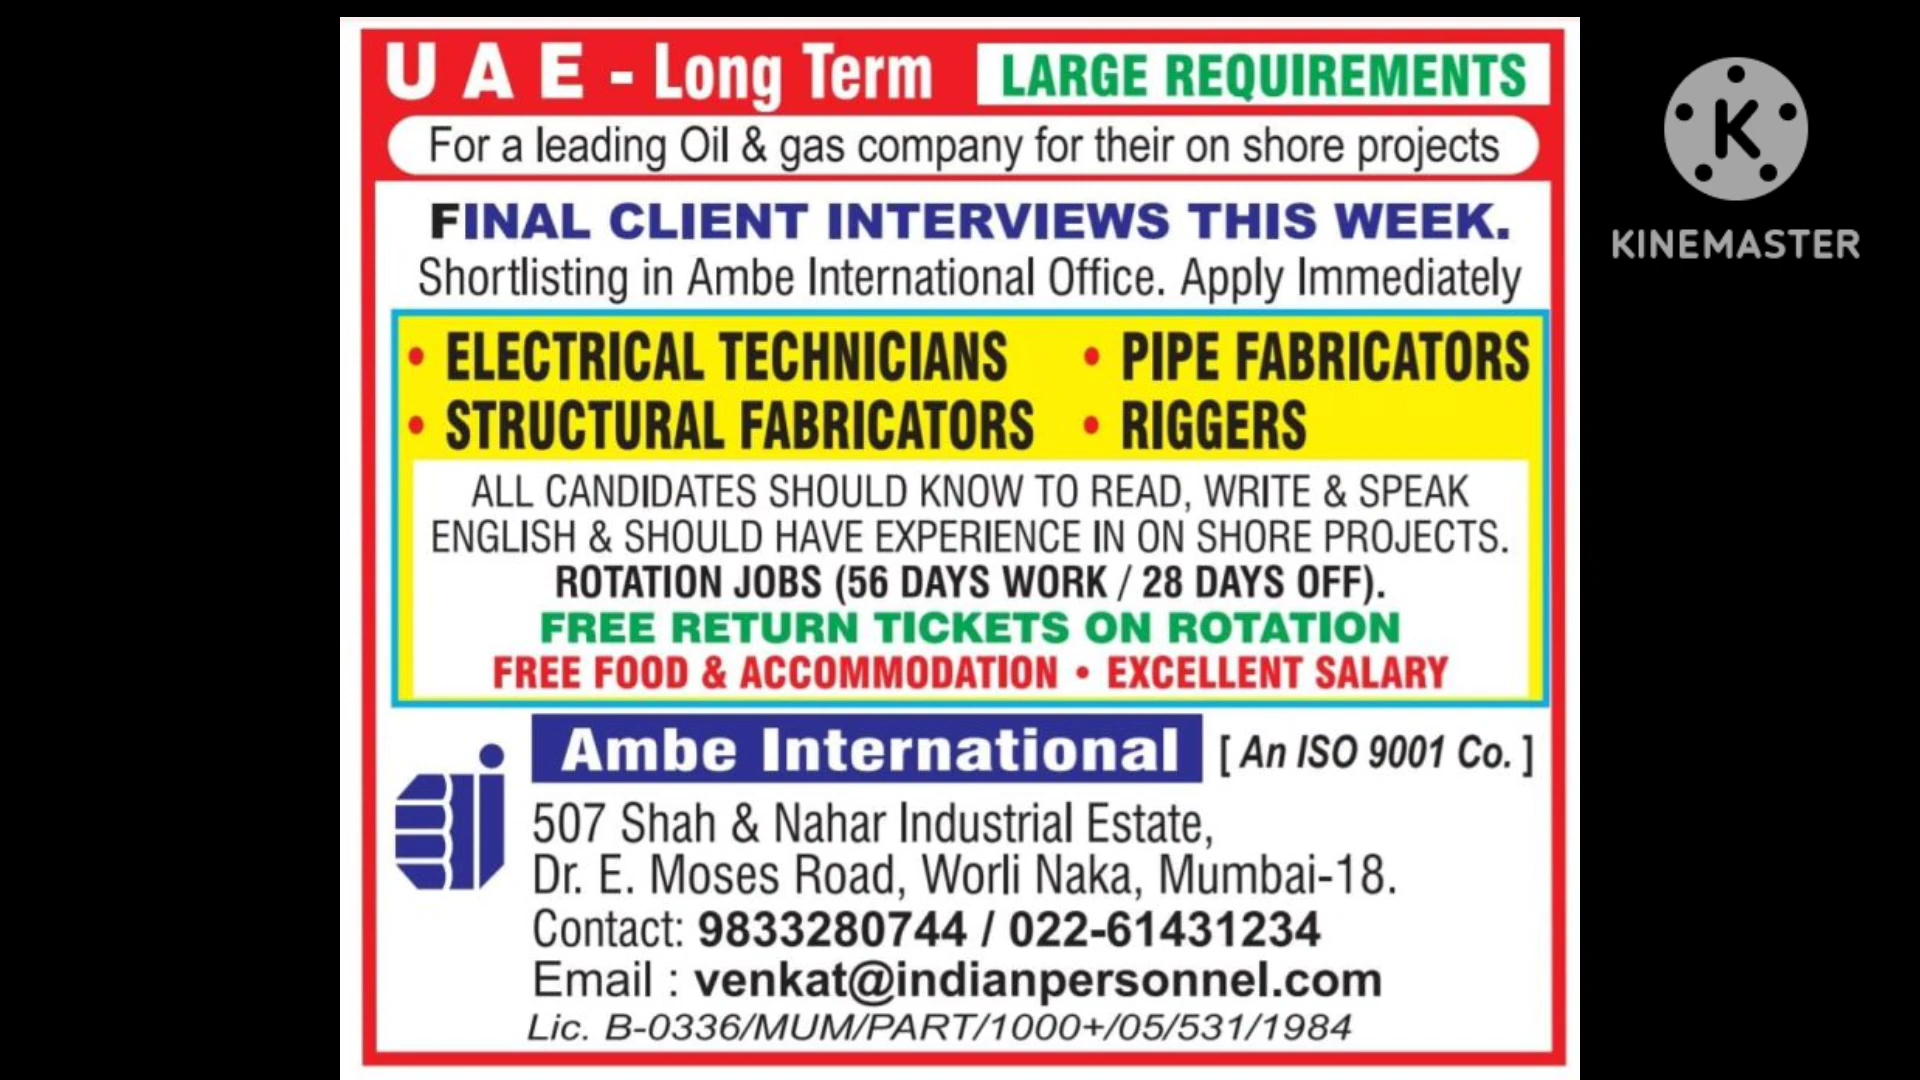 U A E - Long Term LARGE REQUIREMENTS
For a leading Oil & gas company for their on shore projects
FINAL CLIENT INTERVIEWS THIS WEEK.
Shortlisting in Ambe International Office. Apply Immediately
• ELECTRICAL TECHNICIANS • PIPE FABRICATORS
• STRUCTURAL FABRICATORS • RIGGERS
ALL CANDIDATES SHOULD KNOW TO READ, WRITE & SPEAK
ENGLISH & SHOULD HAVE EXPERIENCE IN ON SHORE PROJECTS.
ROTATION JOBS (56 DAYS WORK / 28 DAYS OFF).
FREE RETURN TICKETS ON ROTATION
FREE FOOD & ACCOMMODATION • EXCELLENT SALARY
Ambe International [ An ISO 9001 Co. ]
507 Shah & Nahar Industrial Estate,
Dr. E. Moses Road, Worli Naka, Mumbai-18.
Contact: 9833280744 / 022-61431234
Email : venkat@indianpersonnel.com
Lic. B-0336/MUM/PART/1000+/05/531/1984
K
KINEMASTER